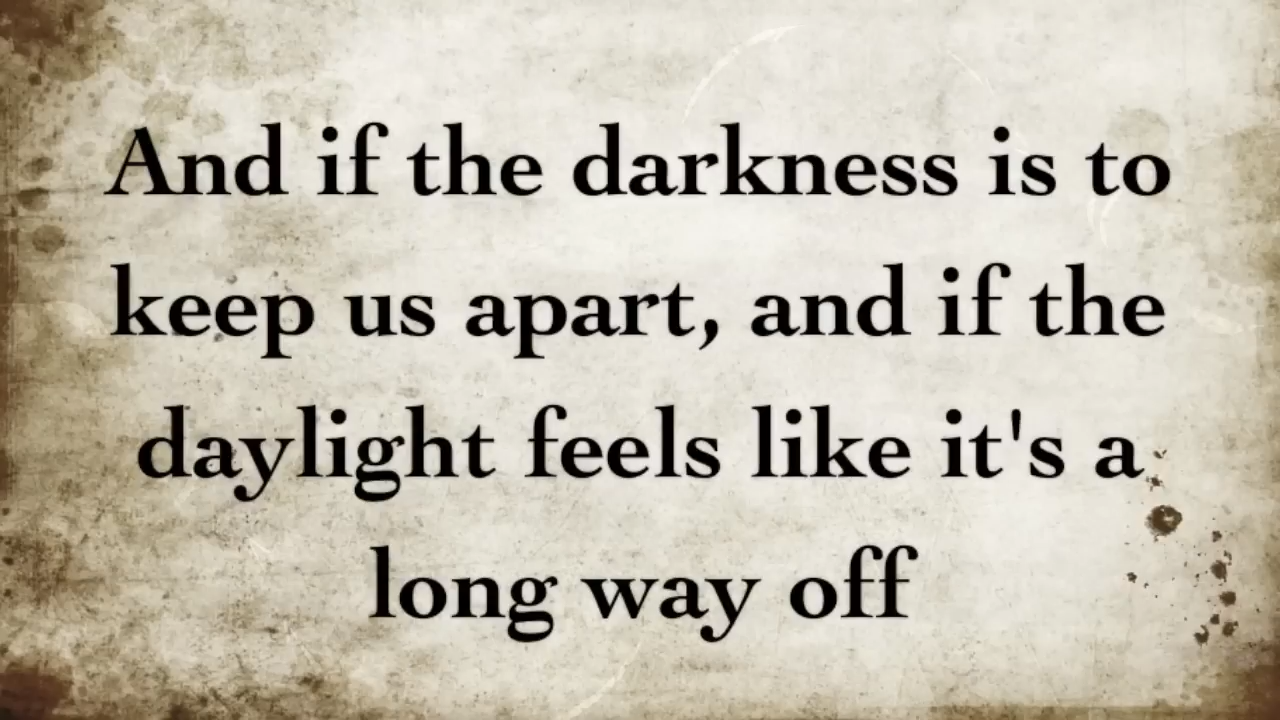 And if the darkness is to
keep us apart, and if the
daylight feels like it's a
long way off